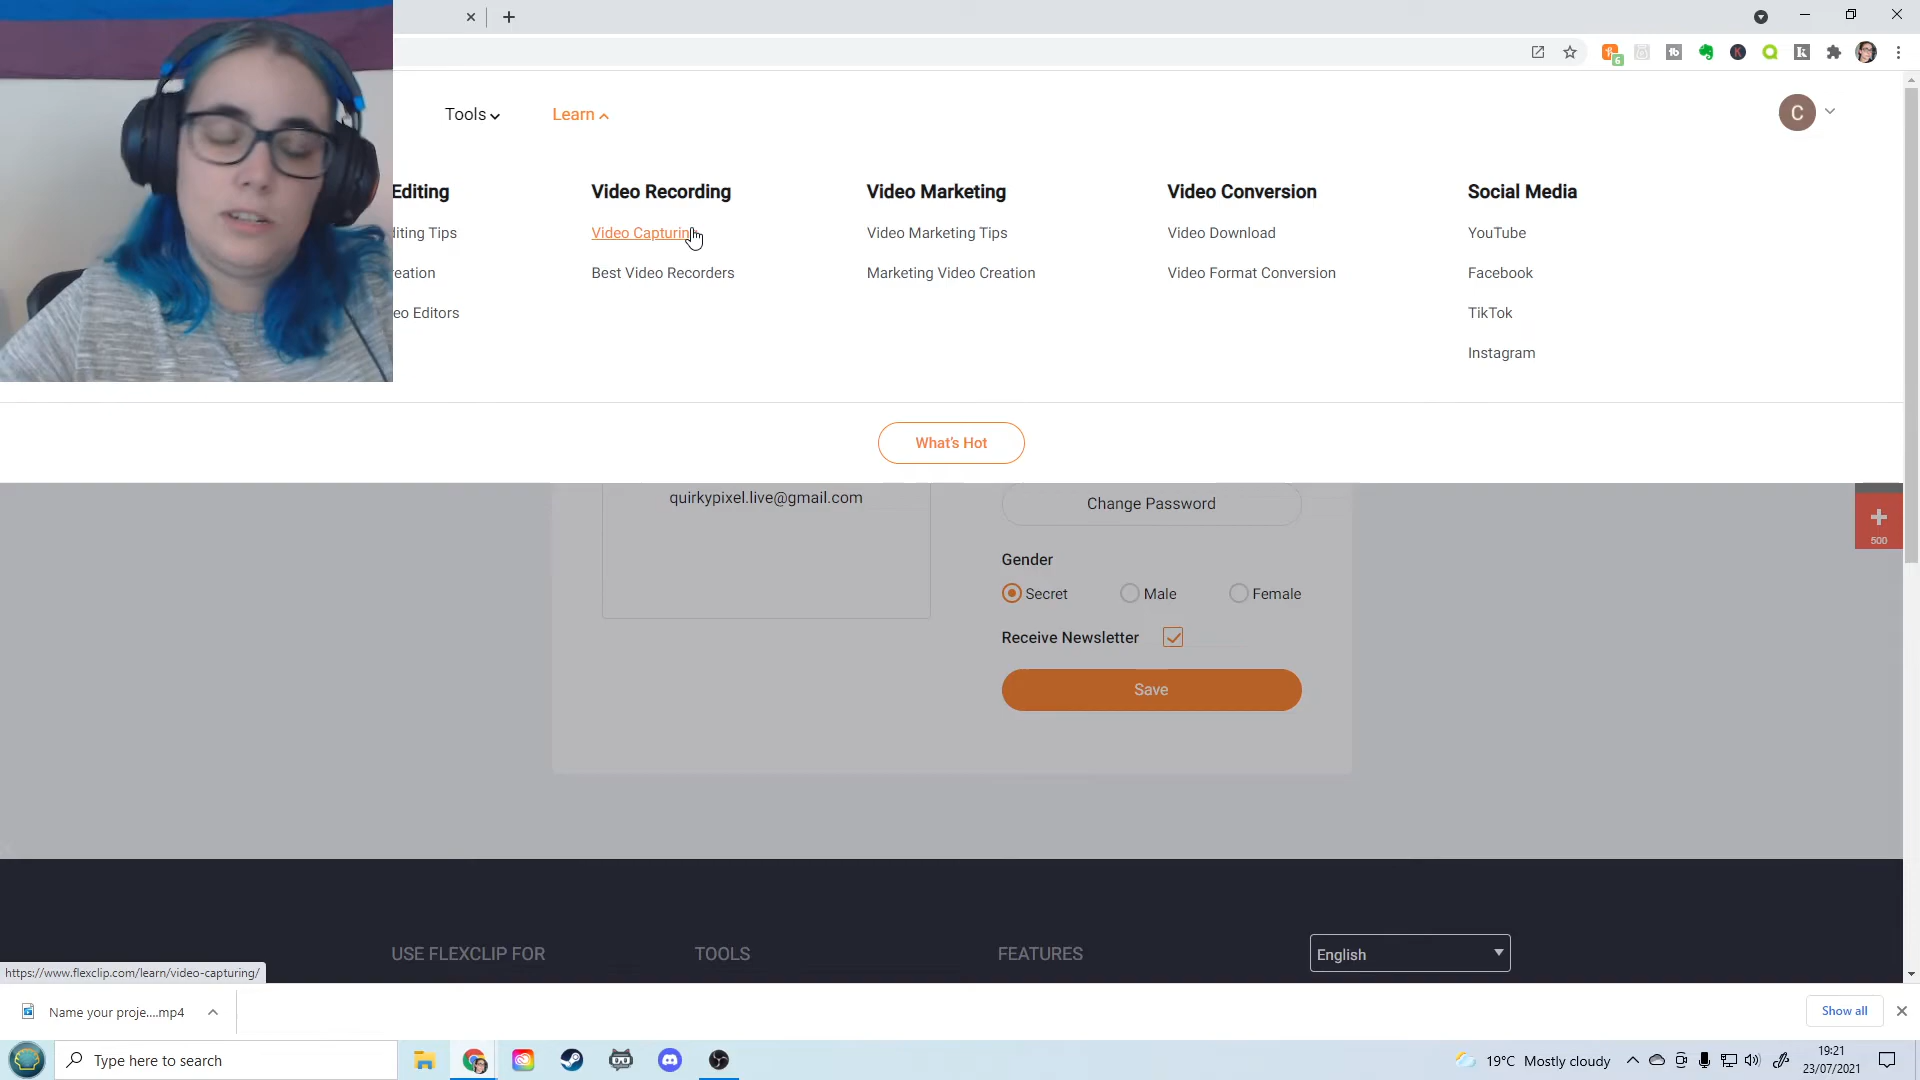 Tools
Learn
Editing
Video Recording
Video Marketing
Video Conversion
Social Media
diting Tips
Video Capturin
Video Marketing Tips
Video Download
YouTube
eation
Best Video Recorders
Marketing Video Creation
Video Format Conversion
Facebook
eo Editors
TikTok
Instagram
C
What's Hot
quirkypixel.live@gmail.com
Change Password
500
Gender
Secret
Male
Female
Receive Newsletter
Save
USE FLEXCLIP FOR
TOOLS
FEATURES
English
https://www.flexclip.com/learn/video-capturing/
Name your proje....mp4
Show all
Type here to search
19°C Mostly cloudy
19:21
23/07/2021